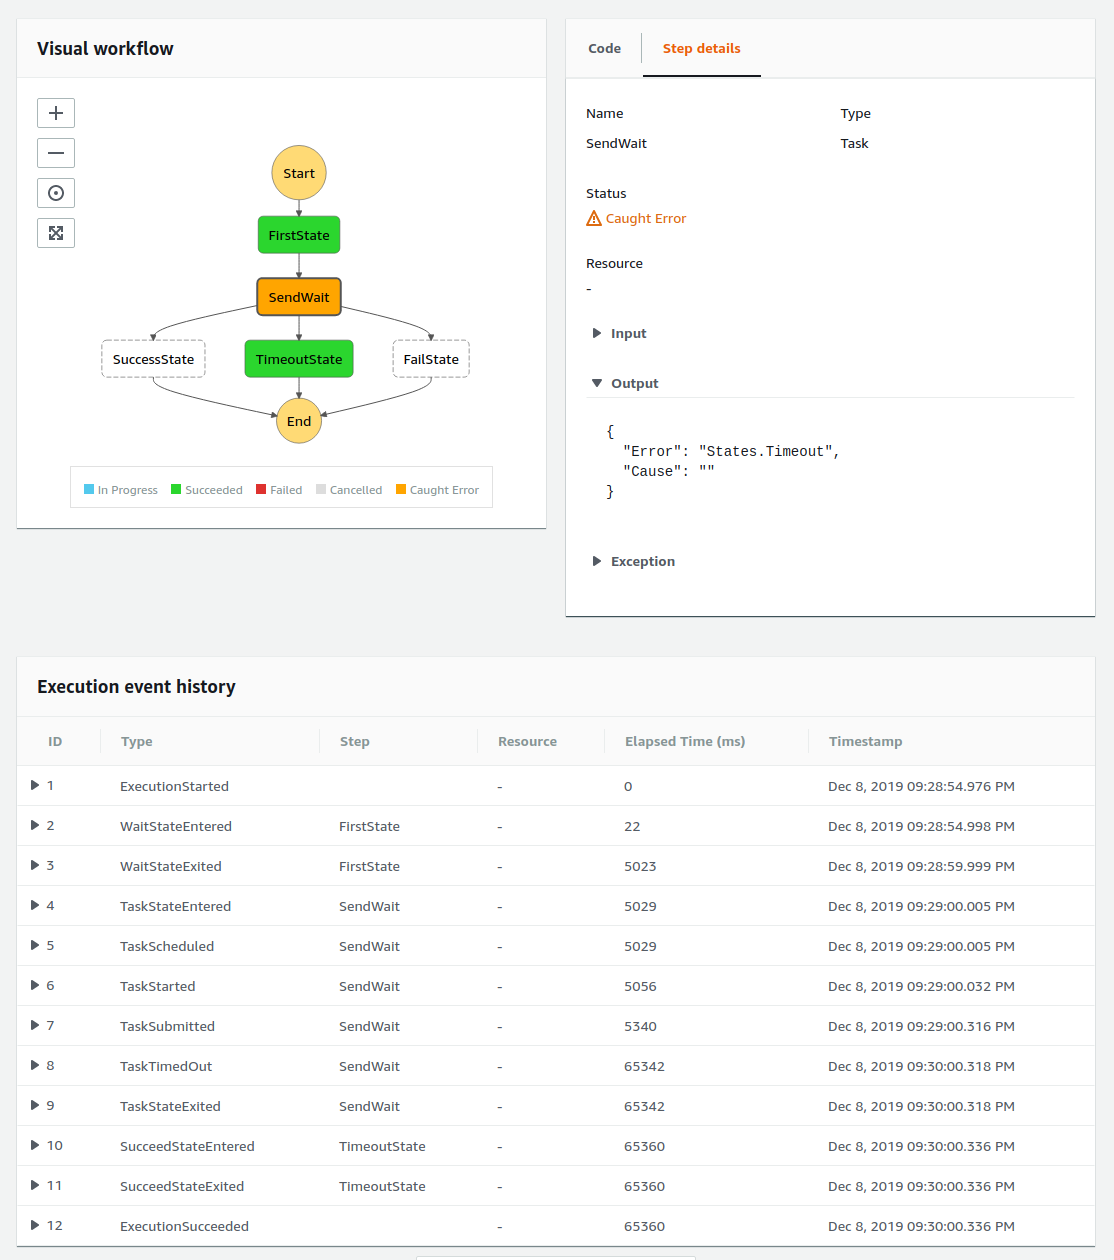 Visual workflow
Start
FirstState
SendWait
SuccessState
TimeoutState
FailState
End
In Progress Succeeded Failed Cancelled Caught Error
Code Step details
Name Type
SendWait Task
Status
Caught Error
Resource
-
Input
Output
{
"Error": "States.Timeout",
"Cause": ""
}
Exception
Execution event history
ID Type Step Resource Elapsed Time (ms) Timestamp
1 ExecutionStarted - 0 Dec 8, 2019 09:28:54.976 PM
2 WaitStateEntered FirstState - 22 Dec 8, 2019 09:28:54.998 PM
3 WaitStateExited FirstState - 5023 Dec 8, 2019 09:28:59.999 PM
4 TaskStateEntered SendWait - 5029 Dec 8, 2019 09:29:00.005 PM
5 TaskScheduled SendWait - 5029 Dec 8, 2019 09:29:00.005 PM
6 TaskStarted SendWait - 5056 Dec 8, 2019 09:29:00.032 PM
7 TaskSubmitted SendWait - 5340 Dec 8, 2019 09:29:00.316 PM
8 TaskTimedOut SendWait - 65342 Dec 8, 2019 09:30:00.318 PM
9 TaskStateExited SendWait - 65342 Dec 8, 2019 09:30:00.318 PM
10 SucceedStateEntered TimeoutState - 65360 Dec 8, 2019 09:30:00.336 PM
11 SucceedStateExited TimeoutState - 65360 Dec 8, 2019 09:30:00.336 PM
12 ExecutionSucceeded - 65360 Dec 8, 2019 09:30:00.336 PM